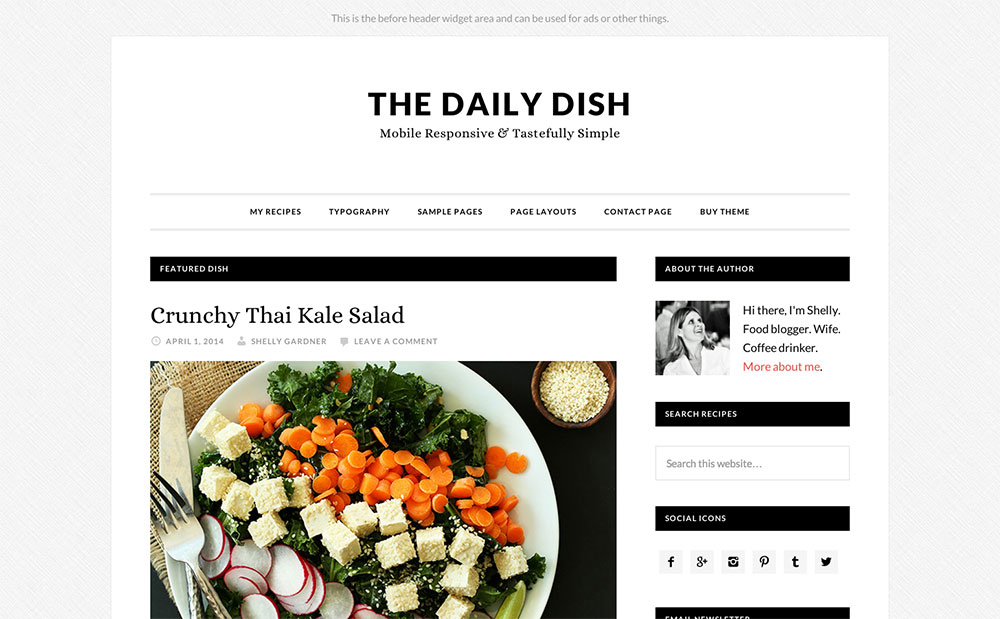 This is the before header widget area and can be used for ads or other things.
THE DAILY DISH
Mobile Responsive & Tastefully Simple
MY RECIPES TYPOGRAPHY SAMPLE PAGES PAGE LAYOUTS CONTACT PAGE BUY THEME
FEATURED DISH
Crunchy Thai Kale Salad
APRIL 1, 2014 SHELLY GARDNER LEAVE A COMMENT
ABOUT THE AUTHOR
Hi there, I'm Shelly.
Food blogger. Wife.
Coffee drinker.
More about me.
SEARCH RECIPES
Search this website…
SOCIAL ICONS
EMAIL NEWSLETTER